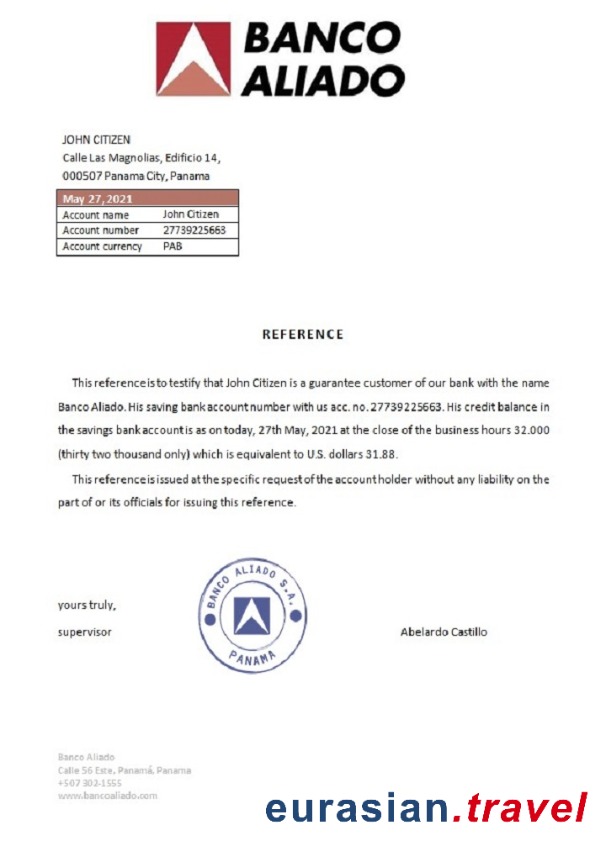 BANCO
ALIADO
JOHN CITIZEN
Calle Las Magnolias, Edificio 14,
000507 Panama City, Panama
May 27, 2021
Account name John Citizen
Account number 27739225663
Account currency PAB
REFERENCE
This reference is to testify that John Citizen is a guarantee customer of our bank with the name
Banco Aliado. His saving bank account number with us acc. no. 27739225663. His credit balance in
the savings bank account is as on today, 27th May, 2021 at the close of the business hours 32.000
(thirty two thousand only) which is equivalent to U.S. dollars 31.88.
This reference is issued at the specific request of the account holder without any liability on the
part of or its officials for issuing this reference.
BANCO ALIADO S.A.
PANAMA
yours truly,
supervisor Abelardo Castillo
Banco Aliado
Calle 56 Este, Panamá, Panama
+507 302-1555
www.bancoaliado.com
eurasian.travel